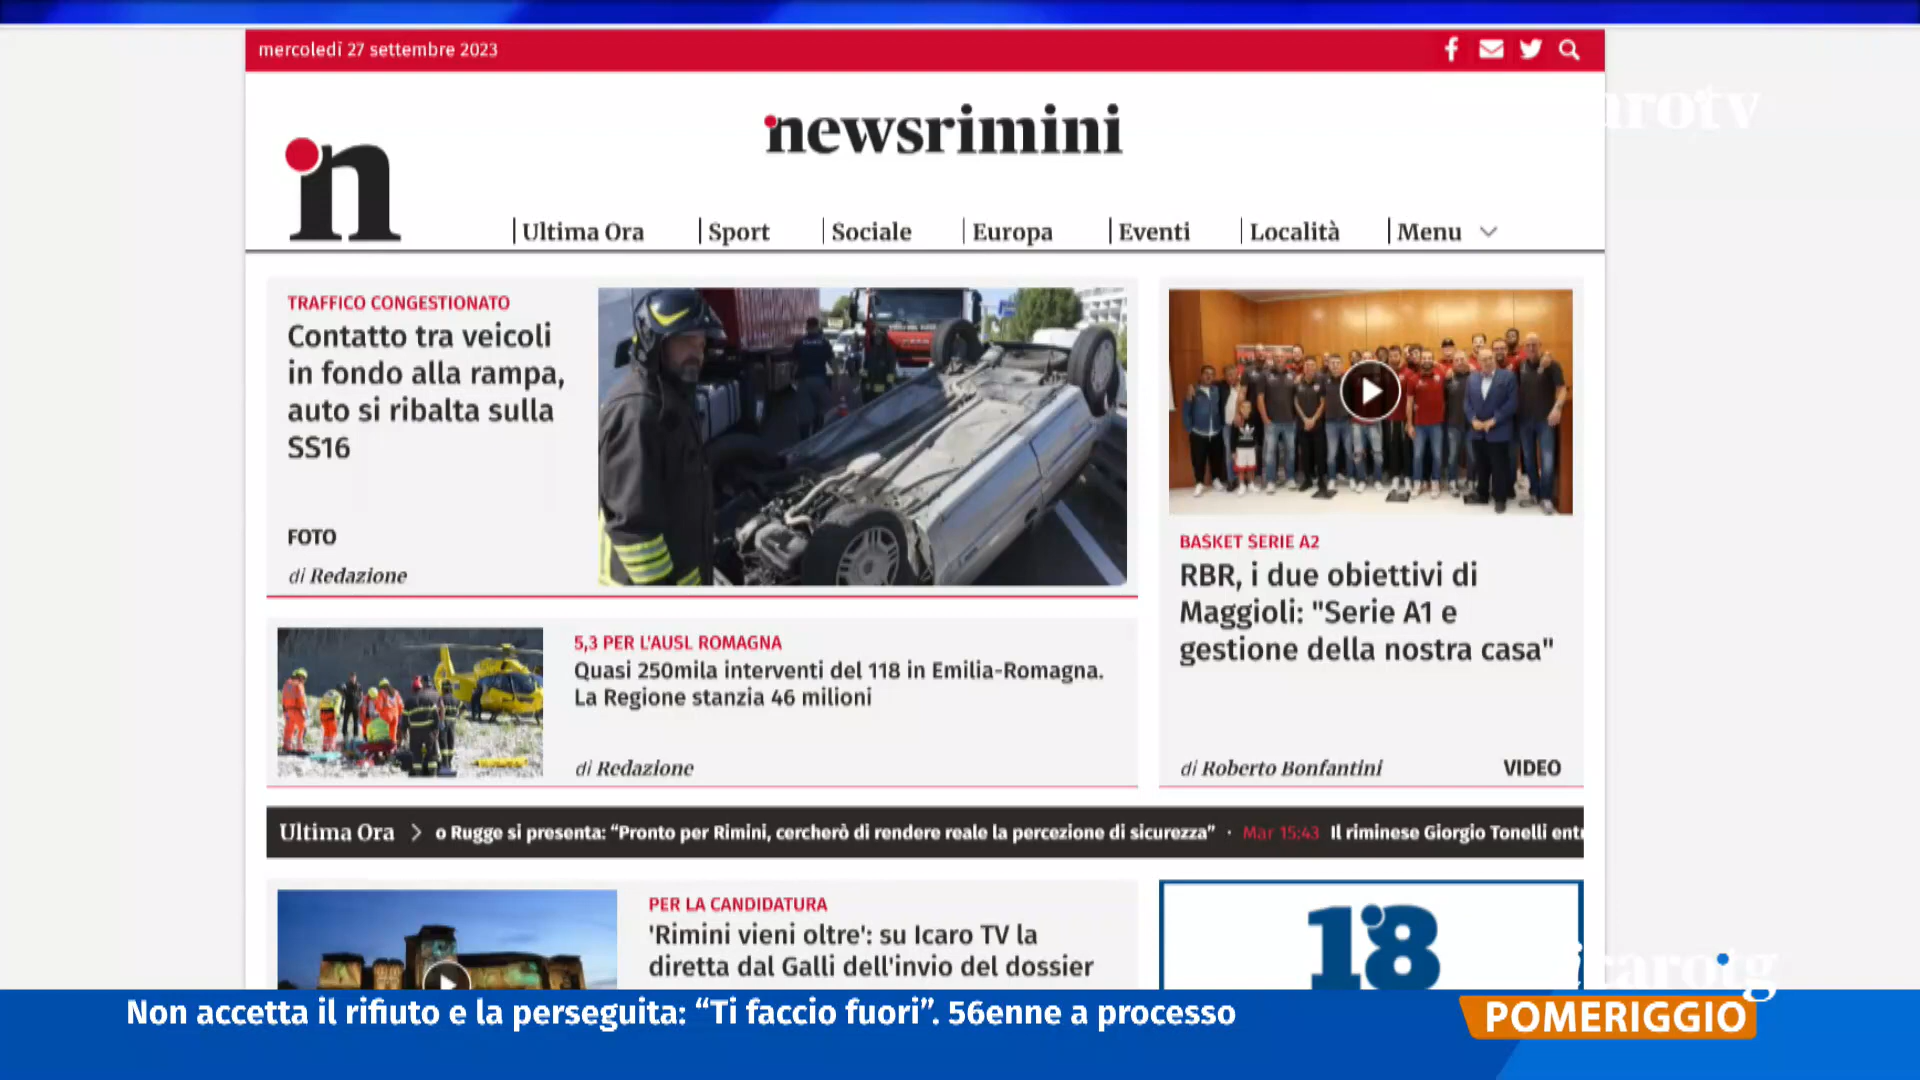 mercoledì 27 settembre 2023
arotv
newsrimini
in
Ultima Ora
Sport
Sociale
Europa
Eventi
Località
Menu
TRAFFICO CONGESTIONATO
Contatto tra veicoli
in fondo alla rampa,
auto si ribalta sulla
SS16
FOTO
di Redazione
BASKET SERIE A2
RBR, i due obiettivi di
Maggioli: "Serie A1 e
gestione della nostra casa"
di Roberto Bonfantini
VIDEO
5,3 PER L'AUSL ROMAGNA
Quasi 250mila interventi del 118 in Emilia-Romagna.
La Regione stanzia 46 milioni
di Redazione
Ultima Ora
o Rugge si presenta: “Pronto per Rimini, cercherò di rendere reale la percezione di sicurezza” · Mar 15:43 Il riminese Giorgio Tonelli ent
PER LA CANDIDATURA
'Rimini vieni oltre': su Icaro TV la
diretta dal Galli dell'invio del dossier
18
icarotg
Non accetta il rifiuto e la perseguita: “Ti faccio fuori”. 56enne a processo
POMERIGGIO